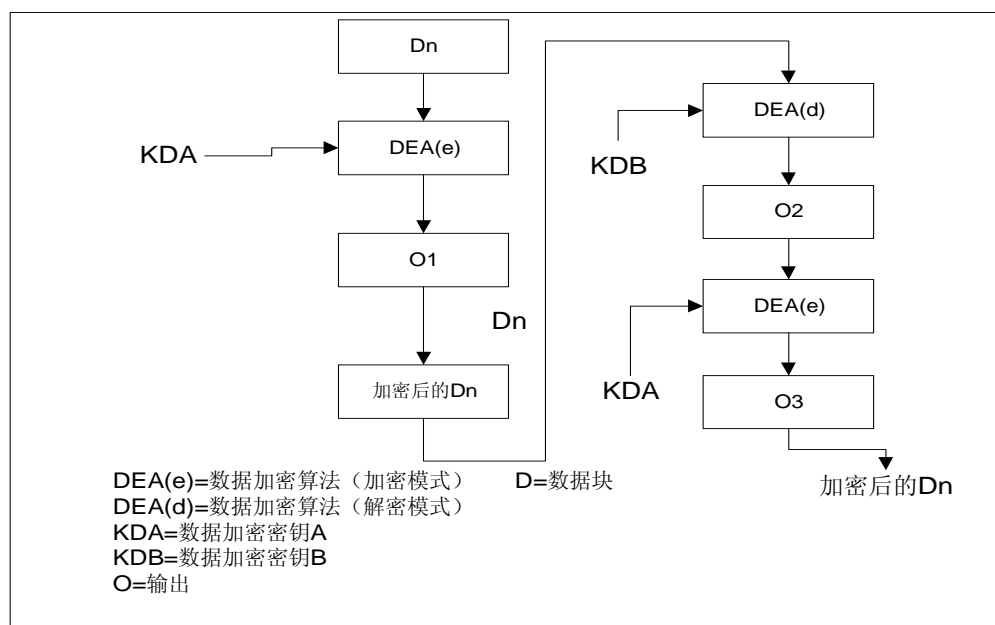 Dn
DEA(e)
KDA
O1
Dn
加密后的Dn
DEA(d)
KDB
O2
DEA(e)
KDA
O3
加密后的Dn
DEA(e)=数据加密算法（加密模式） D=数据块
DEA(d)=数据加密算法（解密模式）
KDA=数据加密密钥A
KDB=数据加密密钥B
O=输出